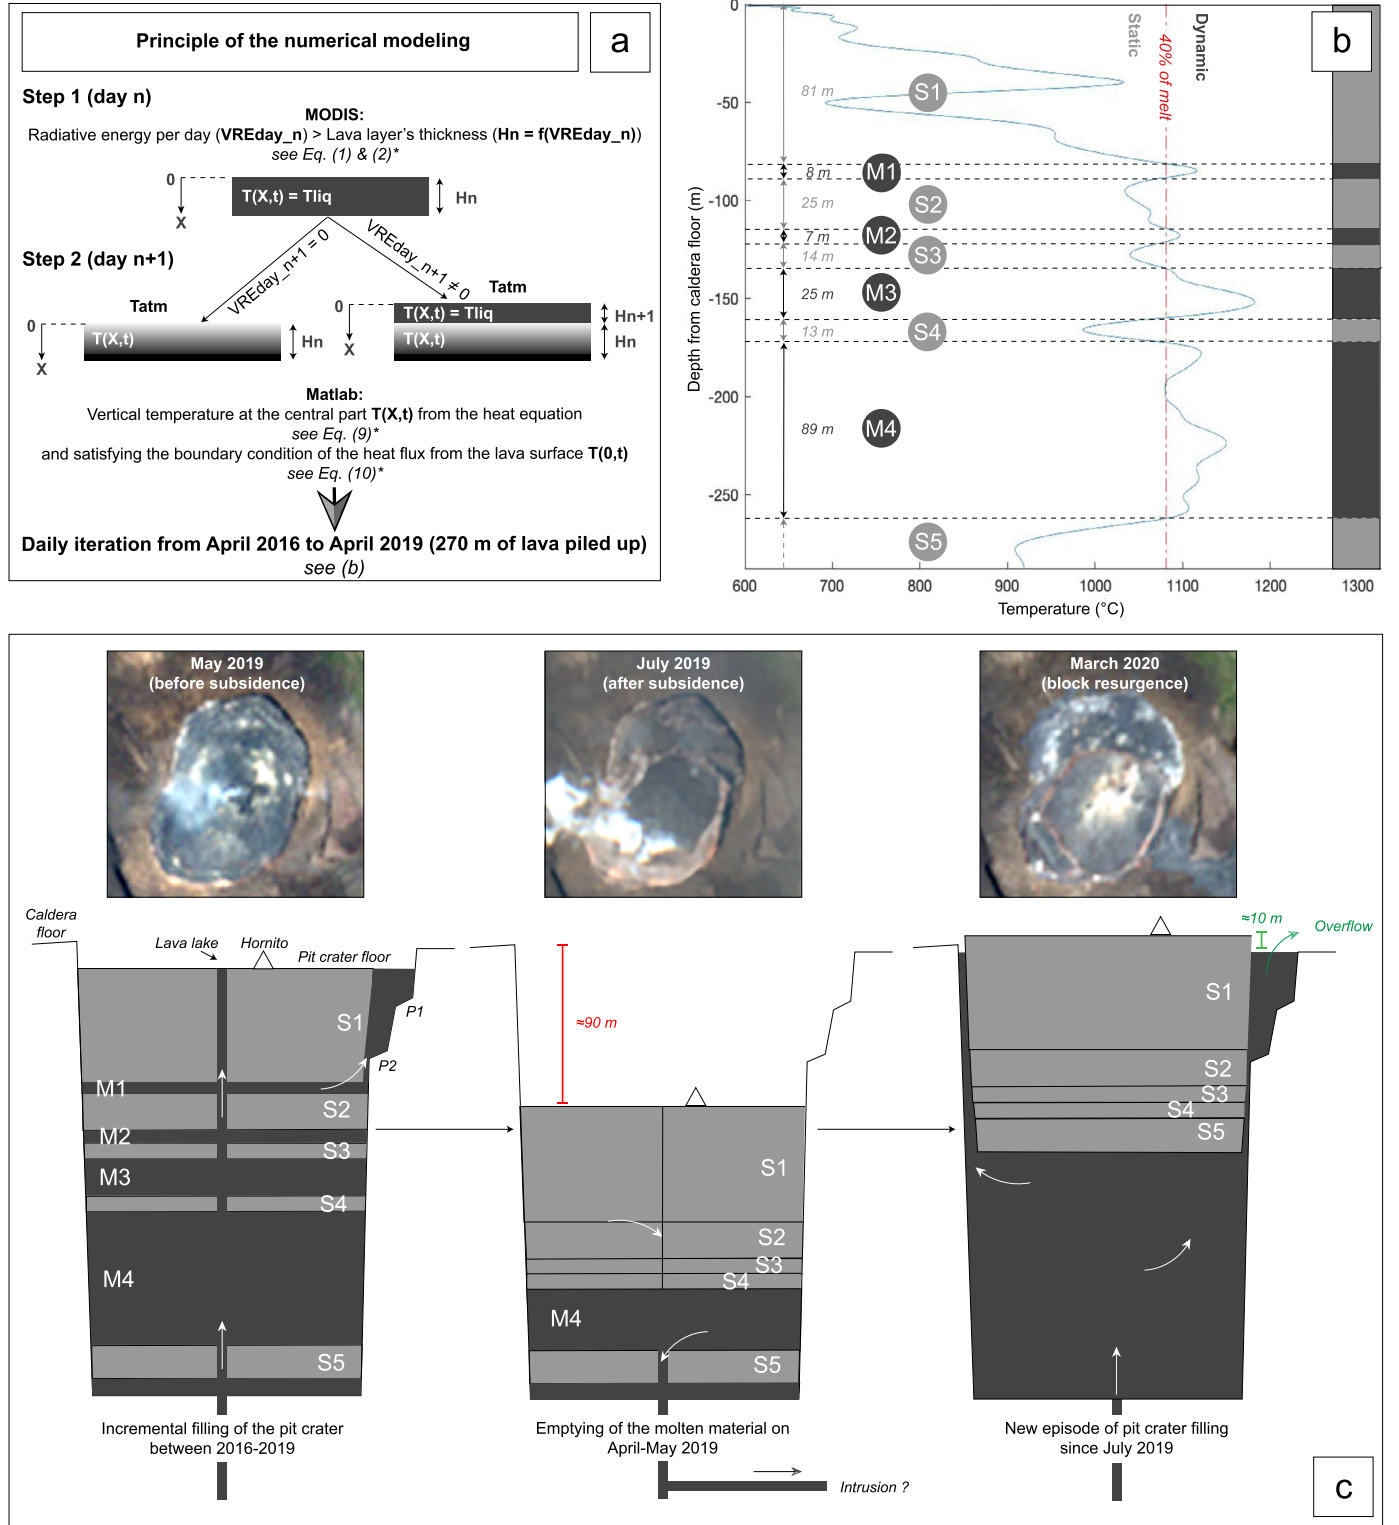 Principle of the numerical modeling
a
Step 1 (day n)
MODIS:
Radiative energy per day (VREday_n) > Lava layer's thickness (Hn = f(VREday_n))
see Eq. (1) & (2)*
0
X
T(X,t) = Tliq
Hn
VREday_n+1 = 0
VREday_n+1 ≠ 0
Step 2 (day n+1)
Tatm
0
X
T(X,t)
Hn
Tatm
0
X
T(X,t) = Tliq
Hn+1
T(X,t)
Hn
Matlab:
Vertical temperature at the central part T(X,t) from the heat equation
see Eq. (9)*
and satisfying the boundary condition of the heat flux from the lava surface T(0,t)
see Eq. (10)*
Daily iteration from April 2016 to April 2019 (270 m of lava piled up)
see (b)
b
Static
40% of melt
Dynamic
Depth from caldera floor (m)
0
-50
-100
-150
-200
-250
81 m
S1
8 m
M1
25 m
S2
7 m
M2
14 m
S3
25 m
M3
13 m
S4
89 m
M4
S5
600
700
800
900
1000
1100
1200
1300
Temperature (°C)
May 2019
(before subsidence)
July 2019
(after subsidence)
March 2020
(block resurgence)
Caldera
floor
Lava lake
Hornito
Pit crater floor
P1
P2
S1
M1
S2
M2
S3
M3
S4
M4
S5
Incremental filling of the pit crater
between 2016-2019
≈90 m
S1
S2
S3
S4
M4
S5
Emptying of the molten material on
April-May 2019
Intrusion ?
≈10 m
Overflow
S1
S2
S3
S4
S5
New episode of pit crater filling
since July 2019
c